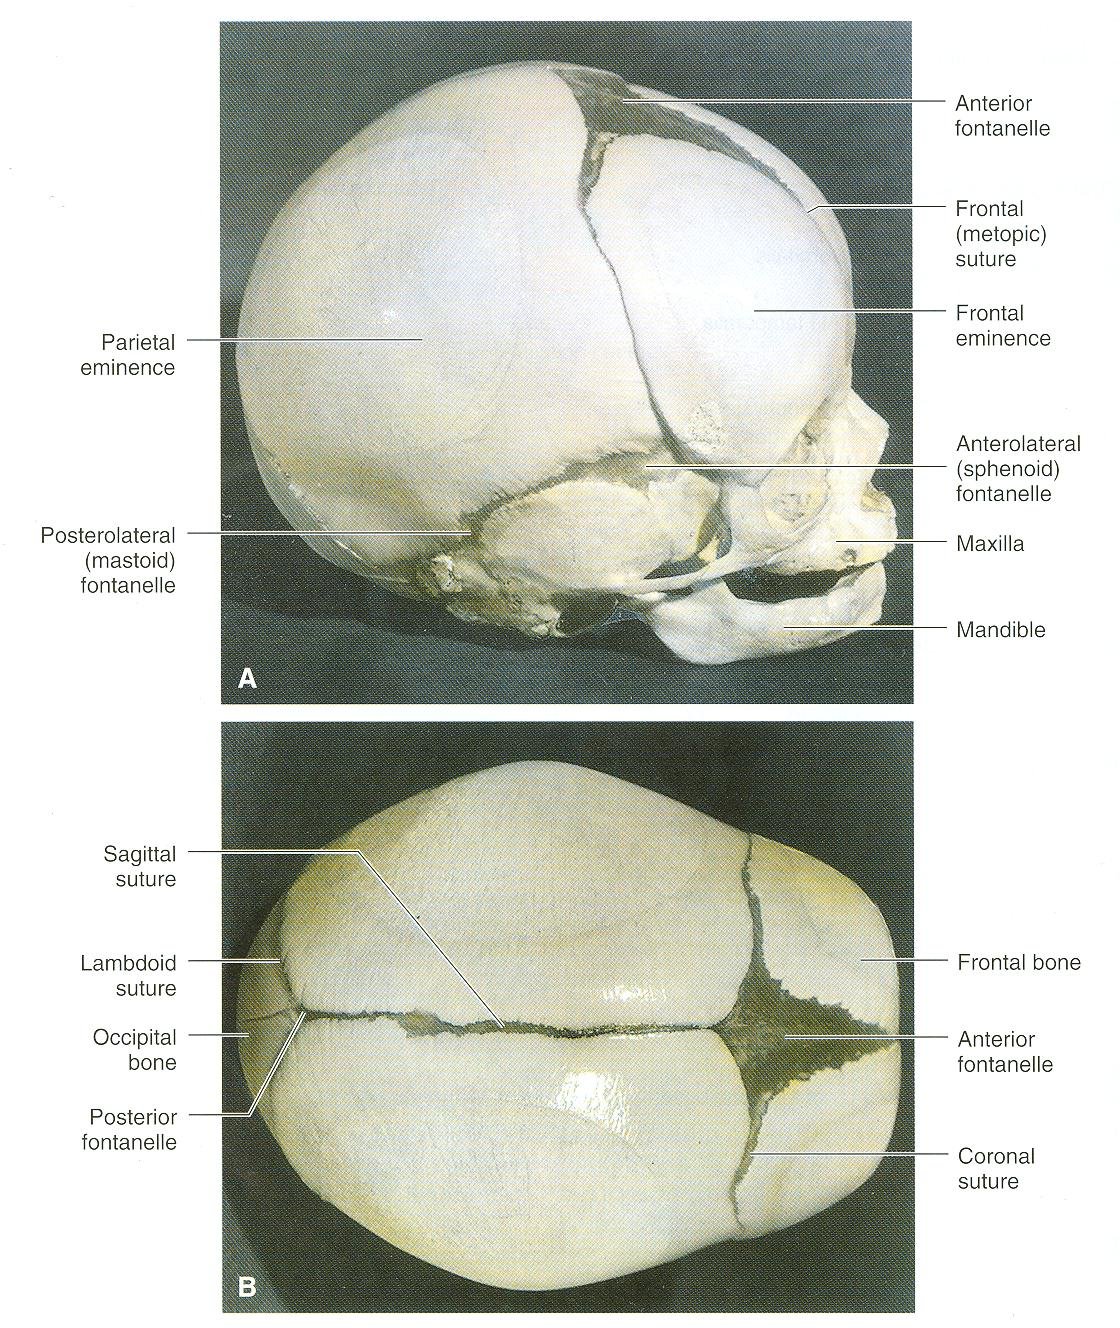 Anterior
fontanelle
Frontal
(metopic)
suture
Frontal
eminence
Parietal
eminence
Anterolateral
(sphenoid)
fontanelle
Posterolateral
(mastoid)
fontanelle
Maxilla
Mandible
A
Sagittal
suture
Lambdoid
suture
Frontal bone
Occipital
bone
Anterior
fontanelle
Posterior
fontanelle
Coronal
suture
B